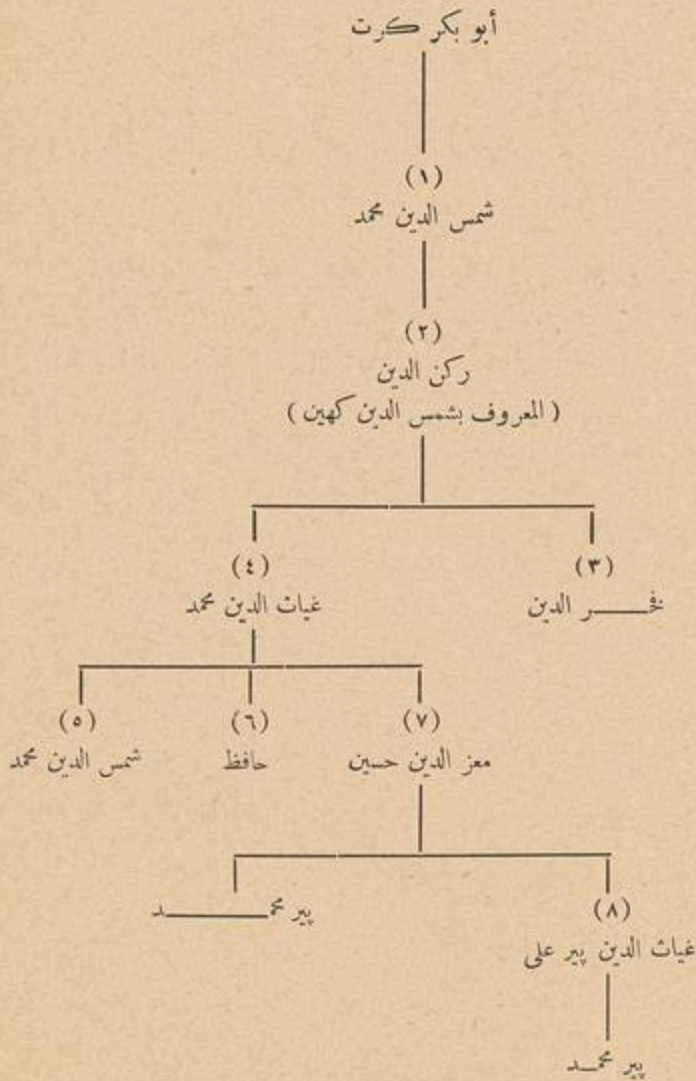 أبو بكر كرت
(١)
شمس الدين محمد
(٢)
ركن الدين
( المعروف بشمس الدين كهين )
(٣)
فخر الدين
(٤)
غياث الدين محمد
(٧)
معز الدين حسين
(٦)
حافظ
(٥)
شمس الدين محمد
(٨)
غياث الدين پير على
پير محمد
پير محمد